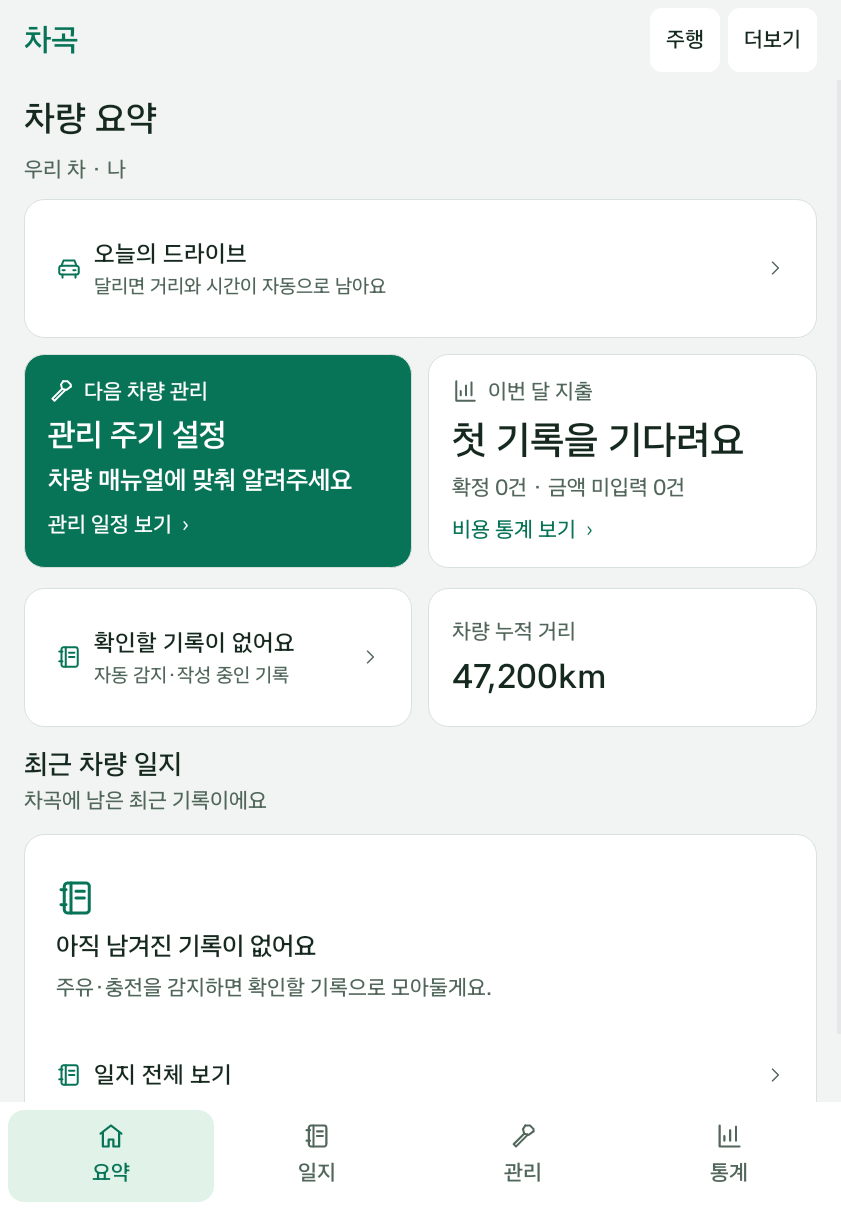 차곡
주행
더보기
차량 요약
우리 차 · 나
오늘의 드라이브
달리면 거리와 시간이 자동으로 남아요
다음 차량 관리
관리 주기 설정
차량 매뉴얼에 맞춰 알려주세요
관리 일정 보기 ›
이번 달 지출
첫 기록을 기다려요
확정 0건 · 금액 미입력 0건
비용 통계 보기 ›
확인할 기록이 없어요
자동 감지·작성 중인 기록
차량 누적 거리
47,200km
최근 차량 일지
차곡에 남은 최근 기록이에요
아직 남겨진 기록이 없어요
주유·충전을 감지하면 확인할 기록으로 모아둘게요.
일지 전체 보기
요약
일지
관리
통계